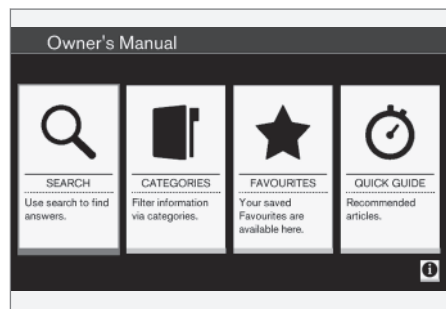 Owner's Manual
SEARCH
Use search to find
answers.
CATEGORIES
Filter information
via categories.
FAVOURITES
Your saved
Favourites are
available here.
QUICK GUIDE
Recommended
articles.
i